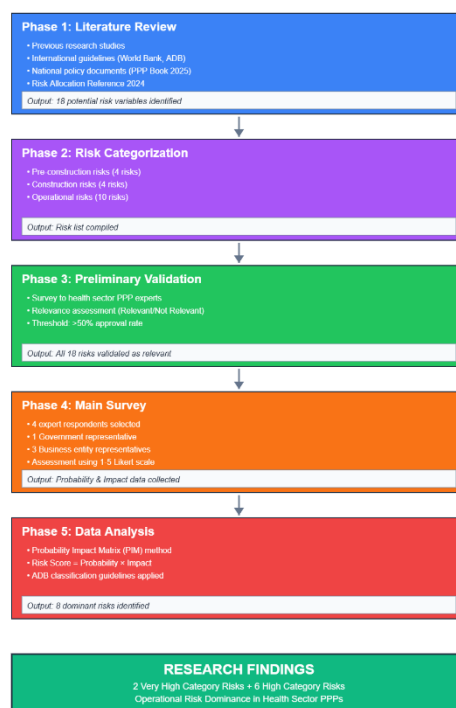 Phase 1: Literature Review
• Previous research studies
• International guidelines (World Bank, ADB)
• National policy documents (PPP Book 2025)
• Risk Allocation Reference 2024
Output: 18 potential risk variables identified
Phase 2: Risk Categorization
• Pre-construction risks (4 risks)
• Construction risks (4 risks)
• Operational risks (10 risks)
Output: Risk list compiled
Phase 3: Preliminary Validation
• Survey to health sector PPP experts
• Relevance assessment (Relevant/Not Relevant)
• Threshold: >50% approval rate
Output: All 18 risks validated as relevant
Phase 4: Main Survey
• 4 expert respondents selected
• 1 Government representative
• 3 Business entity representatives
• Assessment using 1-5 Likert scale
Output: Probability & Impact data collected
Phase 5: Data Analysis
• Probability Impact Matrix (PIM) method
• Risk Score = Probability × Impact
• ADB classification guidelines applied
Output: 8 dominant risks identified
RESEARCH FINDINGS
2 Very High Category Risks + 6 High Category Risks
Operational Risk Dominance in Health Sector PPPs